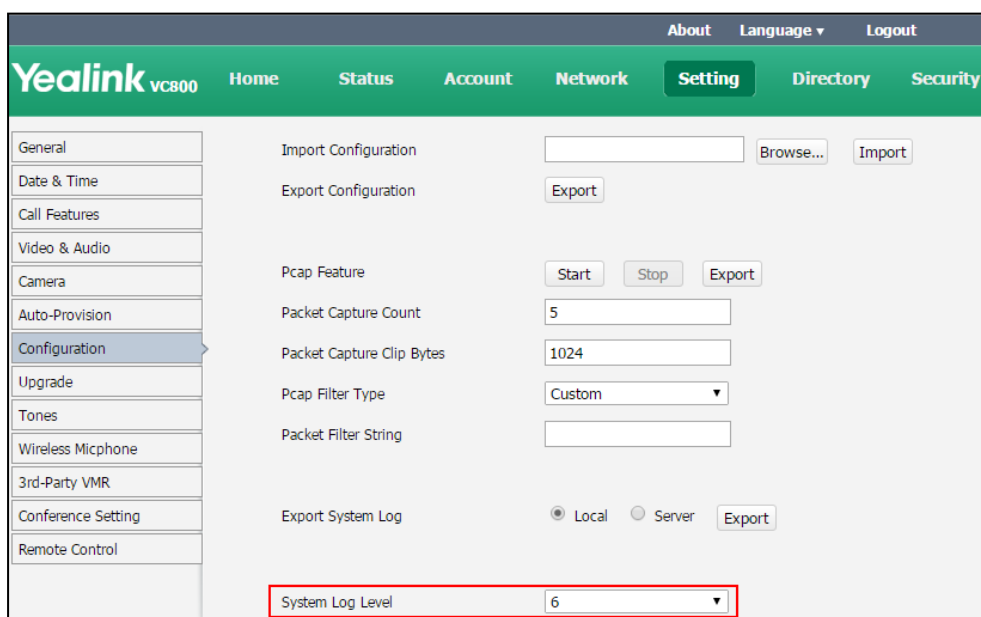 About Language ▾ Logout
Yealink VC800 Home Status Account Network Setting Directory Security
General
Date & Time
Call Features
Video & Audio
Camera
Auto-Provision
Configuration
Upgrade
Tones
Wireless Micphone
3rd-Party VMR
Conference Setting
Remote Control
Import Configuration Browse... Import
Export Configuration Export
Pcap Feature Start Stop Export
Packet Capture Count 5
Packet Capture Clip Bytes 1024
Pcap Filter Type Custom ▼
Packet Filter String
Export System Log Local Server Export
System Log Level 6 ▼